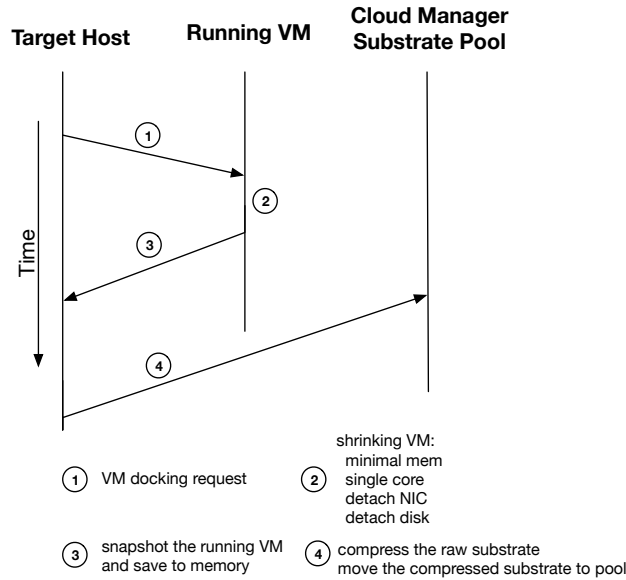 Target Host
Running VM
Cloud Manager
Substrate Pool
1
2
3
Time
4
1 VM docking request
2 shrinking VM:
minimal mem
single core
detach NIC
detach disk
3 snapshot the running VM
and save to memory
4 compress the raw substrate
move the compressed substrate to pool